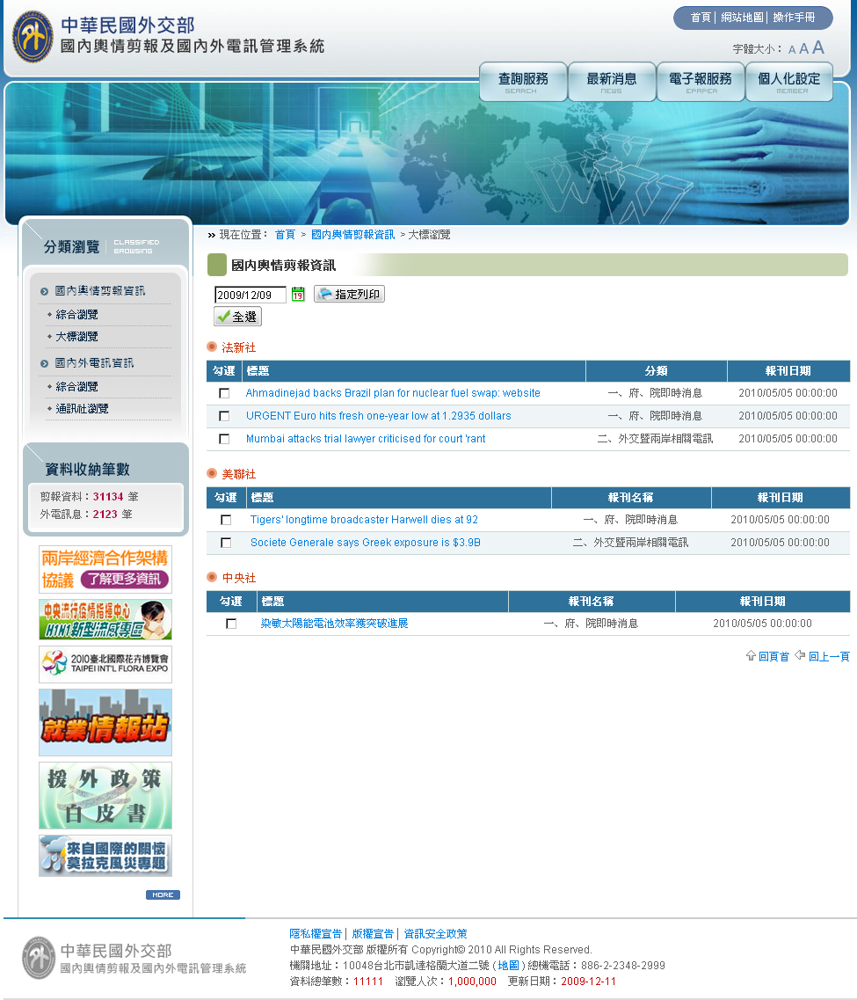 中華民國外交部
國內輿情剪報及國內外電訊管理系統
首頁│網站地圖│操作手冊
字體大小： A A A
查詢服務 最新消息 電子報服務 個人化設定
SEARCH NEWS EPAPER MEMBER
分類瀏覽 CLASSIFIED BROWSING
國內輿情剪報資訊
綜合瀏覽
大標瀏覽
國內外電訊資訊
綜合瀏覽
通訊社瀏覽
資料收納筆數
剪報資料：31134 筆
外電訊息：2123 筆
兩岸經濟合作架構
協議 了解更多資訊
中央流行疫情指揮中心
H1N1新型流感專區
2010臺北國際花卉博覽會
TAIPEI INT'L FLORA EXPO
就業情報站
援外政策
白皮書
來自國際的關懷
莫拉克風災專題
MORE
» 現在位置： 首頁 > 國內輿情剪報資訊 > 大標瀏覽
國內輿情剪報資訊
2009/12/09 19 指定列印
全選
法新社
勾選 標題 分類 報刊日期
Ahmadinejad backs Brazil plan for nuclear fuel swap: website 一、府、院即時消息 2010/05/05 00:00:00
URGENT Euro hits fresh one-year low at 1.2935 dollars 一、府、院即時消息 2010/05/05 00:00:00
Mumbai attacks trial lawyer criticised for court 'rant 二、外交暨兩岸相關電訊 2010/05/05 00:00:00
美聯社
勾選 標題 報刊名稱 報刊日期
Tigers' longtime broadcaster Harwell dies at 92 一、府、院即時消息 2010/05/05 00:00:00
Societe Generale says Greek exposure is $3.9B 二、外交暨兩岸相關電訊 2010/05/05 00:00:00
中央社
勾選 標題 報刊名稱 報刊日期
染敏太陽能電池效率獲突破進展 一、府、院即時消息 2010/05/05 00:00:00
回頁首 回上一頁
中華民國外交部
國內輿情剪報及國內外電訊管理系統
隱私權宣告│ 版權宣告│ 資訊安全政策
中華民國外交部 版權所有 Copyright© 2010 All Rights Reserved.
機關地址：10048台北市凱達格蘭大道二號 ( 地圖 ) 總機電話：886-2-2348-2999
資料總筆數：11111 瀏覽人次：1,000,000 更新日期：2009-12-11